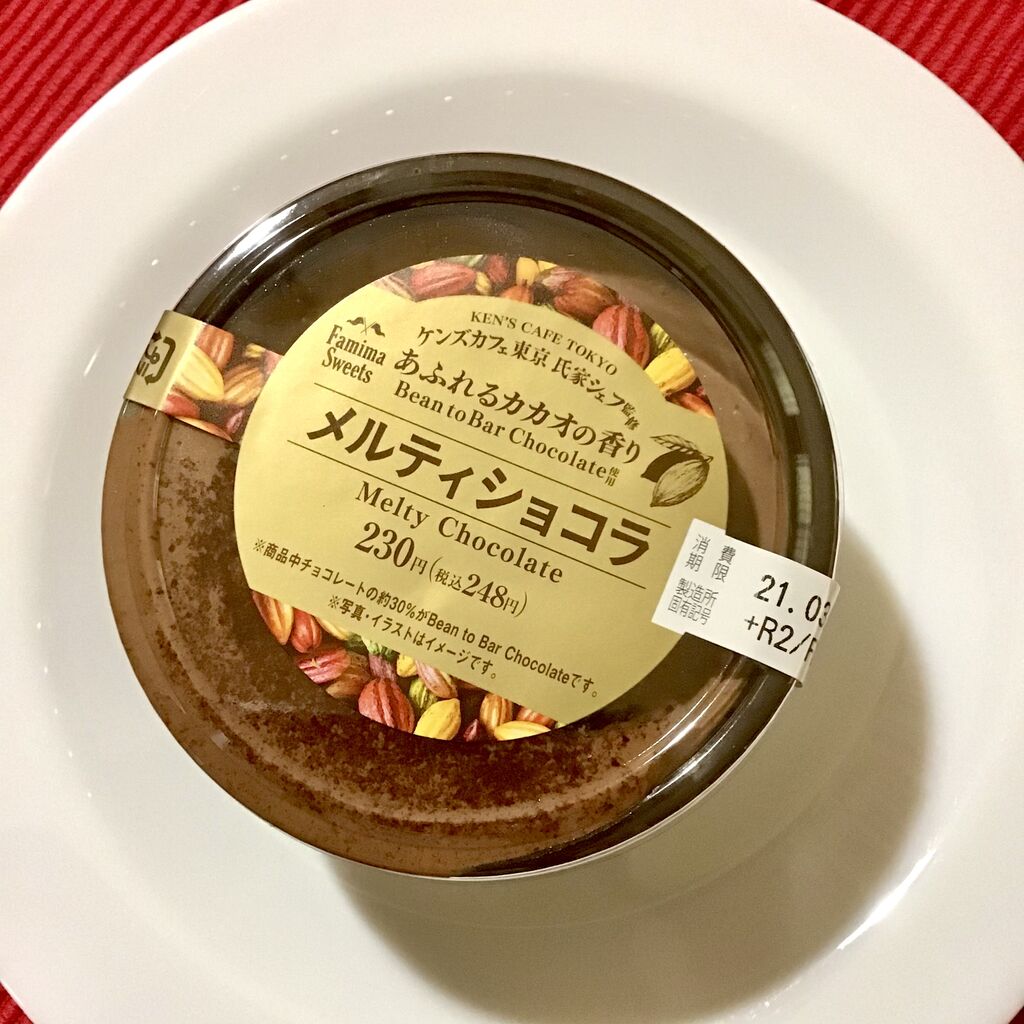 KEN'S CAFE TOKYO
ケンズカフェ東京 氏家シェフ監修
Famima
Sweets
あふれるカカオの香り
Bean to Bar Chocolate使用
メルティショコラ
Melty Chocolate
230円(税込248円)
※商品中チョコレートの約30%がBean to Bar Chocolateです。
※写真・イラストはイメージです。
消費
期限
21.03
製造所
固有記号
+R2/